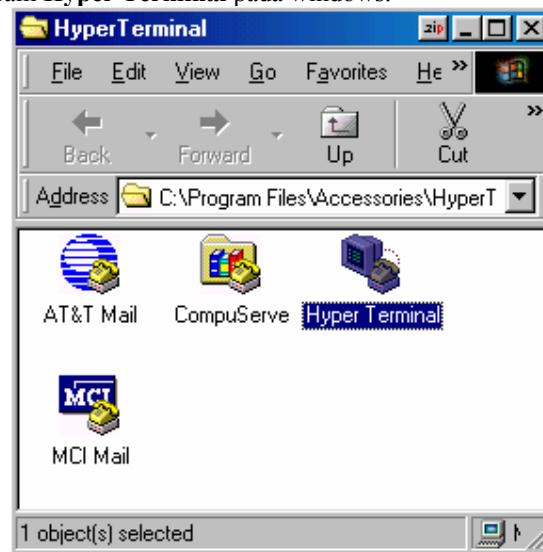 Hyper Terminal pada windows.
HyperTerminal
zip
File Edit View Go Favorites He »
Back Forward Up Cut »
Address C:\Program Files\Accessories\HyperT
AT&T Mail CompuServe Hyper Terminal
MCI
MCI Mail
1 object(s) selected